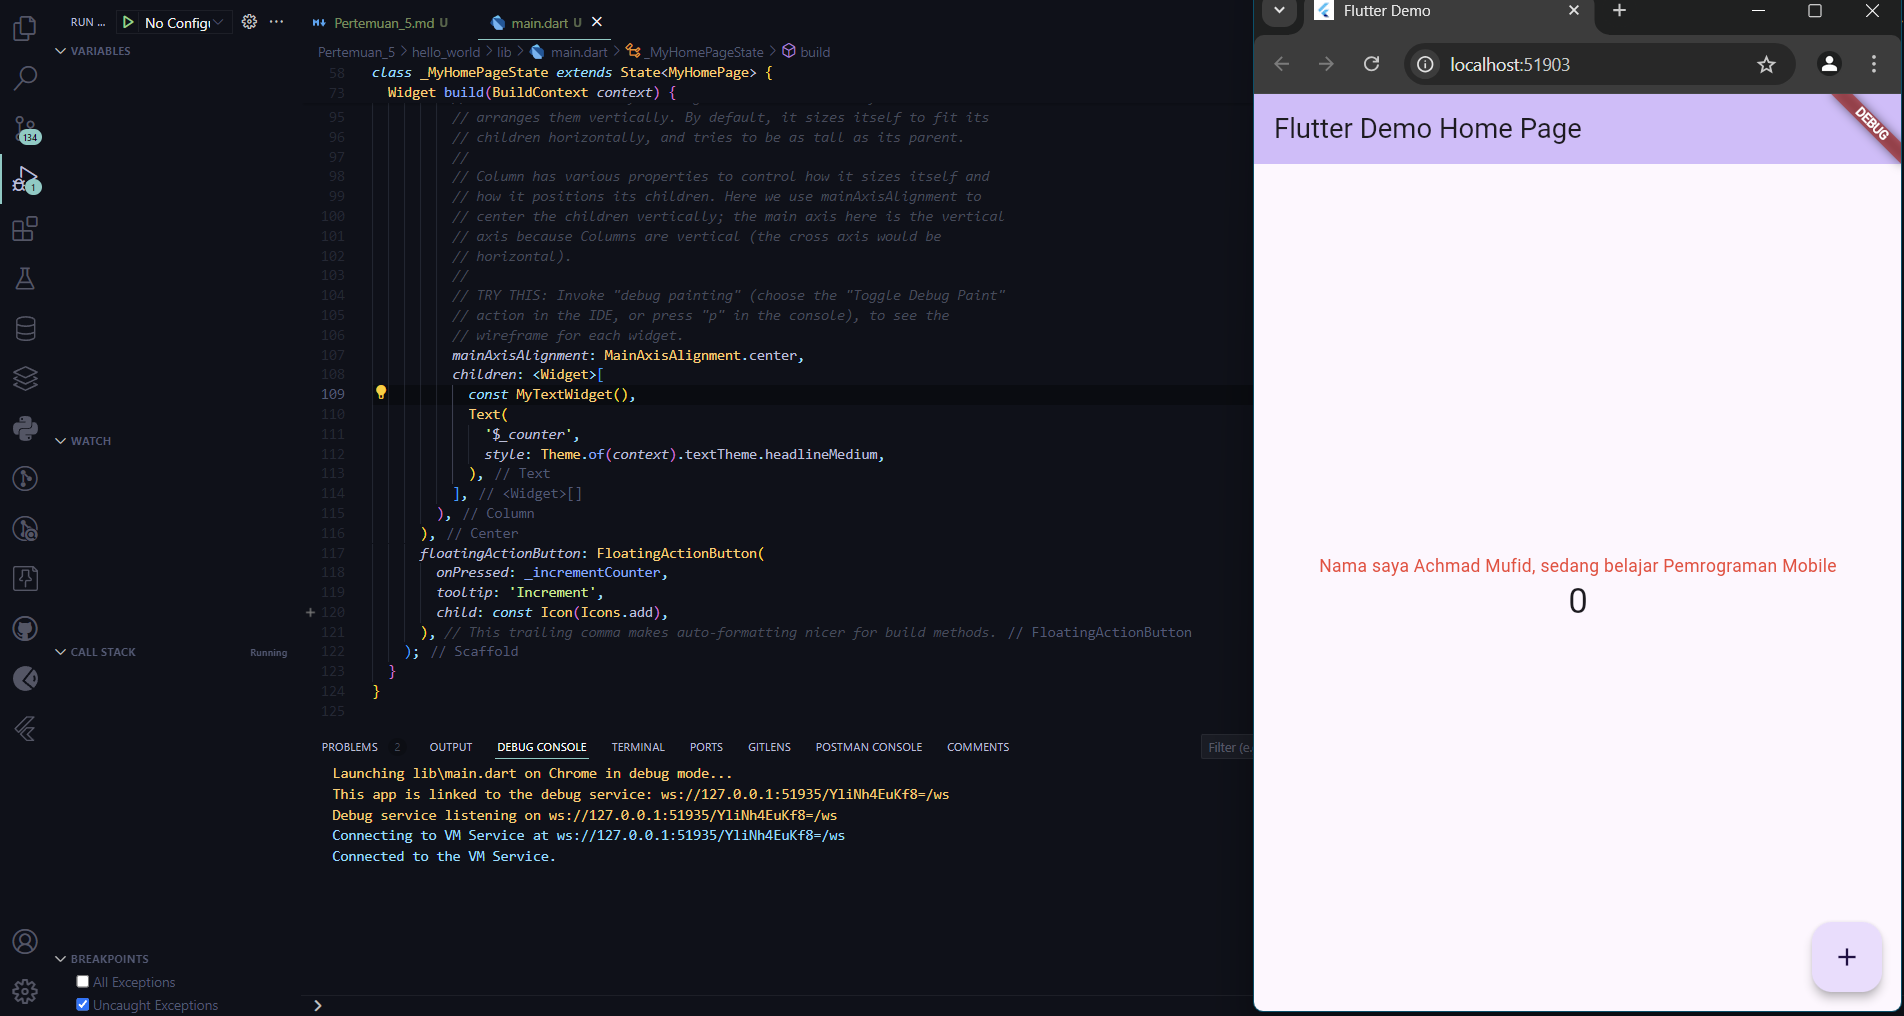 RUN ...
No Config
VARIABLES
134
1
WATCH
CALL STACK
Running
BREAKPOINTS
All Exceptions
Uncaught Exceptions
Pertemuan_5.md U
main.dart U
Pertemuan_5 > hello_world > lib > main.dart > _MyHomePageState > build
58 class _MyHomePageState extends State<MyHomePage> {
73 Widget build(BuildContext context) {
95 // arranges them vertically. By default, it sizes itself to fit its
96 // children horizontally, and tries to be as tall as its parent.
97 //
98 // Column has various properties to control how it sizes itself and
99 // how it positions its children. Here we use mainAxisAlignment to
100 // center the children vertically; the main axis here is the vertical
101 // axis because Columns are vertical (the cross axis would be
102 // horizontal).
103 //
104 // TRY THIS: Invoke "debug painting" (choose the "Toggle Debug Paint"
105 // action in the IDE, or press "p" in the console), to see the
106 // wireframe for each widget.
107 mainAxisAlignment: MainAxisAlignment.center,
108 children: <Widget>[
109 const MyTextWidget(),
110 Text(
111 '$_counter',
112 style: Theme.of(context).textTheme.headlineMedium,
113 ), // Text
114 ], // <Widget>[]
115 ), // Column
116 ), // Center
117 floatingActionButton: FloatingActionButton(
118 onPressed: _incrementCounter,
119 tooltip: 'Increment',
120 child: const Icon(Icons.add),
121 ), // This trailing comma makes auto-formatting nicer for build methods. // FloatingActionButton
122 ); // Scaffold
123 }
124 }
125
PROBLEMS 2 OUTPUT DEBUG CONSOLE TERMINAL PORTS GITLENS POSTMAN CONSOLE COMMENTS
Filter (e.
Launching lib\main.dart on Chrome in debug mode...
This app is linked to the debug service: ws://127.0.0.1:51935/YliNh4EuKf8=/ws
Debug service listening on ws://127.0.0.1:51935/YliNh4EuKf8=/ws
Connecting to VM Service at ws://127.0.0.1:51935/YliNh4EuKf8=/ws
Connected to the VM Service.
Flutter Demo
localhost:51903
Flutter Demo Home Page
DEBUG
Nama saya Achmad Mufid, sedang belajar Pemrograman Mobile
0